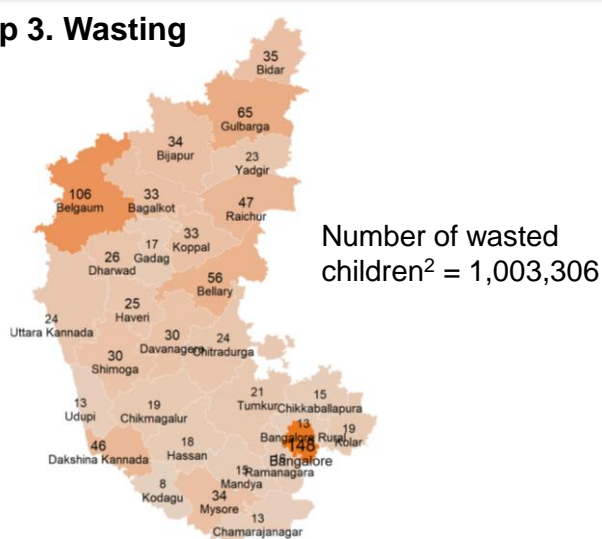 p 3. Wasting
35
Bidar
65
Gulbarga
34
Bijapur
23
Yadgir
106
Belgaum
33
Bagalkot
47
Raichur
33
Koppal
17
Gadag
26
Dharwad
Number of wasted
children² = 1,003,306
56
Bellary
25
Haveri
24
Uttara Kannada
30
Davanagere
24
Chitradurga
30
Shimoga
21
Tumkur
15
Chikkaballapura
13
Udupi
19
Chikmagalur
13
Bangalore Rural
19
Kolar
148
Bangalore
46
Dakshina Kannada
18
Hassan
Ramanagara
15
Mandya
8
Kodagu
34
Mysore
13
Chamarajanagar